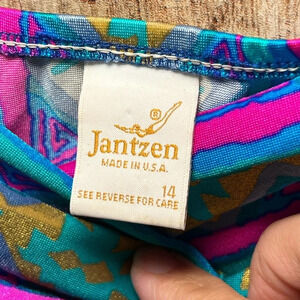 ®
Jantzen
MADE IN U.S.A.
14
SEE REVERSE FOR CARE